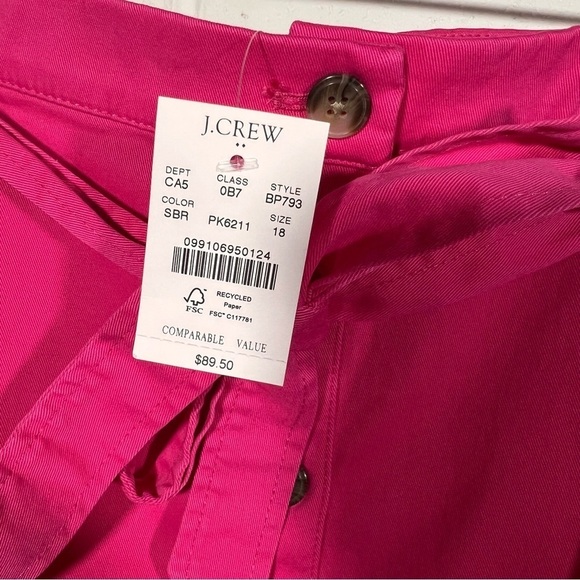 J.CREW
DEPT CLASS STYLE
CA5 0B7 BP793
COLOR SIZE
SBR PK6211 18
099106950124
FSC
RECYCLED
Paper
FSC® C117781
COMPARABLE VALUE
$89.50